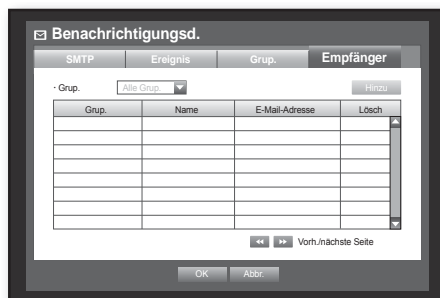 Benachrichtigungsd.
SMTP Ereignis Grup. Empfänger
· Grup. Alle Grup. Hinzu
Grup. Name E-Mail-Adresse Lösch
Vorh./nächste Seite
OK Abbr.